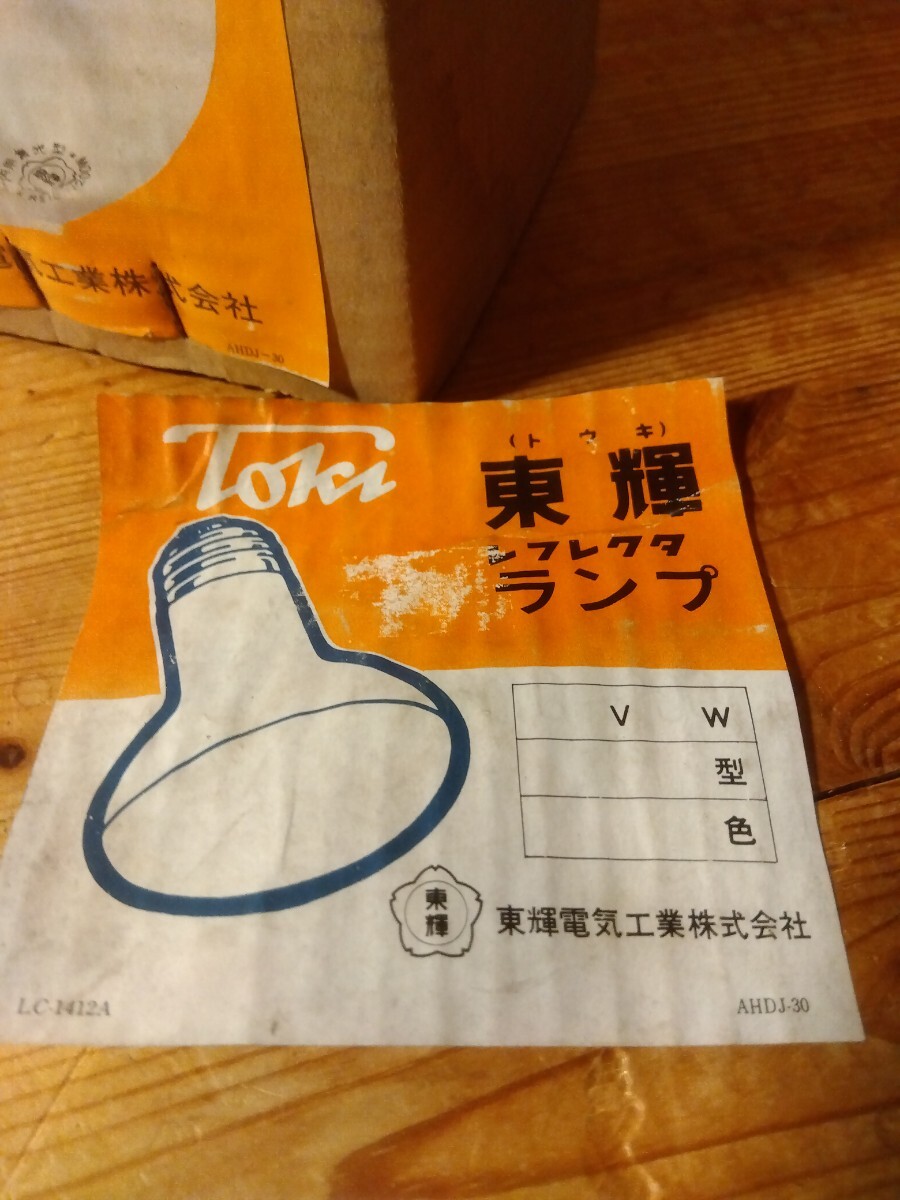 気工業株式会社
AHDJ-30
Toki
(トウキ)
東輝
レフレクタ
ランプ
V W
型
色
東輝
東輝電気工業株式会社
LC-1412A
AHDJ-30